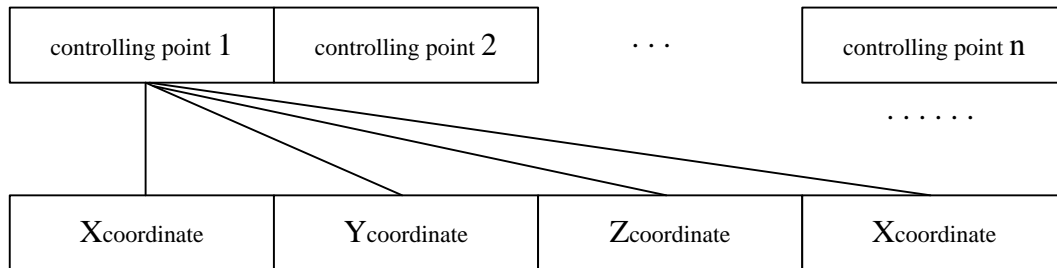 controlling point 1 controlling point 2 ... controlling point n
......
Xcoordinate Ycoordinate Zcoordinate Xcoordinate